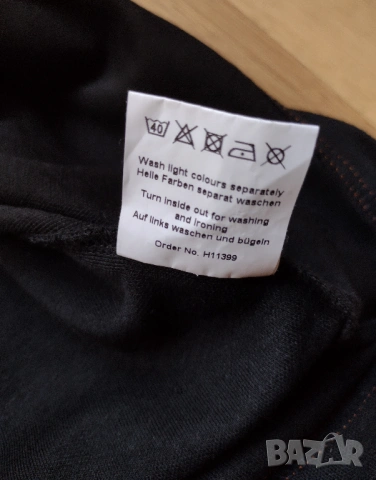 40
Wash light colours separately
Helle Farben separat waschen
Turn inside out for washing
and ironing
Auf links waschen und bügeln
Order No. H11399
BAZAR